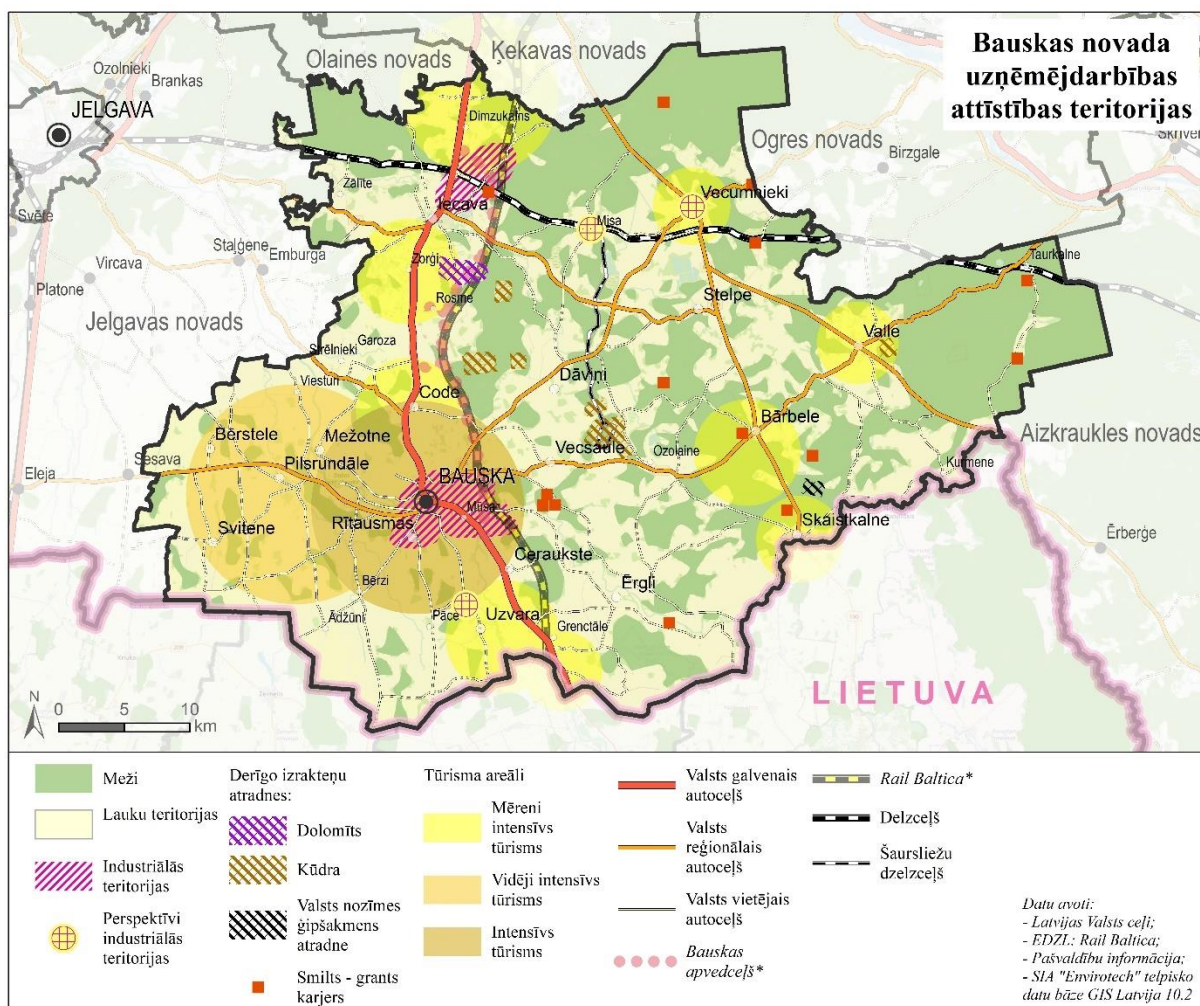 Bauskas novada
uzņēmējdarbības
attīstības teritorijas
Olaines novads
Ķekavas novads
Ozolnieki
Brankas
JELGAVA
Dimzukalns
Ogres novads
Skrīver
Birzgale
Zālīte
Vecumnieki
Iecava
Misa
Svēte
Staļģene
Emburga
Zorģi
Taurkalne
Vircava
Platone
Rosme
Stelpe
Jelgavas novads
Garoza
Strēlnieki
Valle
Viesturi
Dāviņi
Code
Bārbele
Bērstele
Mežotne
Aizkraukles novads
Vecsaule
Ozolaine
Eleja
Sesava
Pilsrundāle
Kurmene
BAUSKA
Mūsa
Svitene
Rītausmas
Skaistkalne
Ērberģe
Ceraukste
Bērzi
Ērgļi
Ādžūni
Pāce
Uzvara
Grenctāle
LIETUVA
N
0 5 10
km
Meži
Lauku teritorijas
Industriālās
teritorijas
Perspektīvi
industriālās
teritorijas
Derīgo izrakteņu
atradnes:
Dolomīts
Kūdra
Valsts nozīmes
ģipšakmens
atradne
Smilts - grants
karjers
Tūrisma areāli
Mēreni
intensīvs
tūrisms
Vidēji intensīvs
tūrisms
Intensīvs
tūrisms
Valsts galvenais
autoceļš
Valsts
reģionālais
autoceļš
Valsts vietējais
autoceļš
Bauskas
apvedceļš*
Rail Baltica*
Delzceļš
Šaursliežu
dzelzceļš
Datu avoti:
- Latvijas Valsts ceļi;
- EDZL: Rail Baltica;
- Pašvaldību informācija;
- SIA "Envirotech" telpisko
datu bāze GIS Latvija 10.2